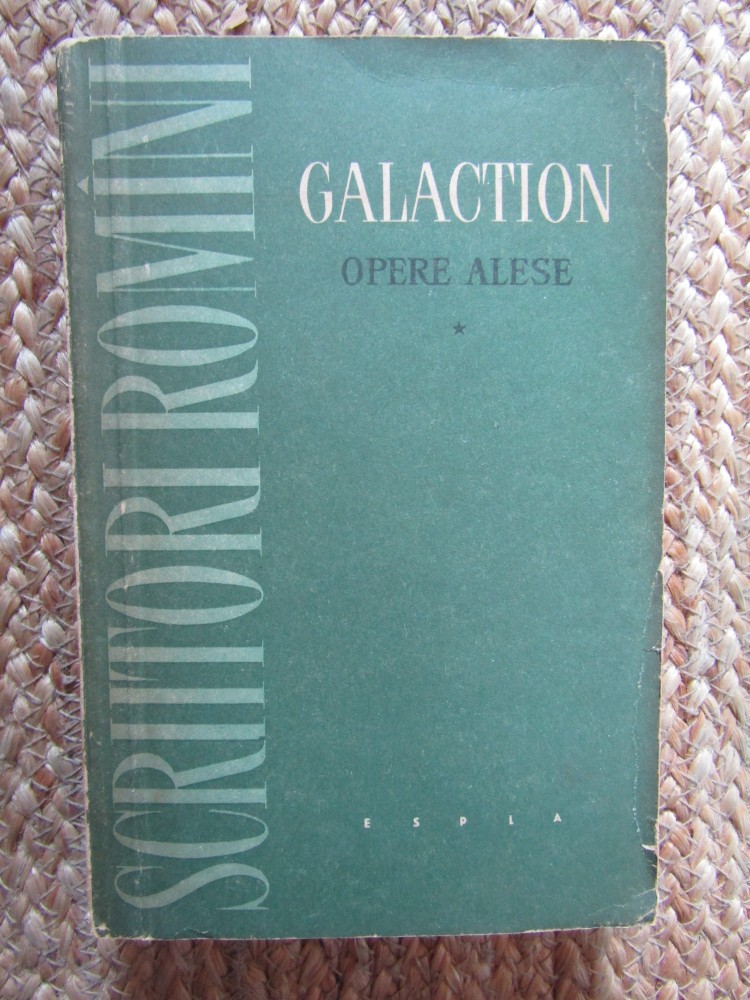 SCRIITORI ROMÎNI
GALACTION
OPERE ALESE
★
ESPLA